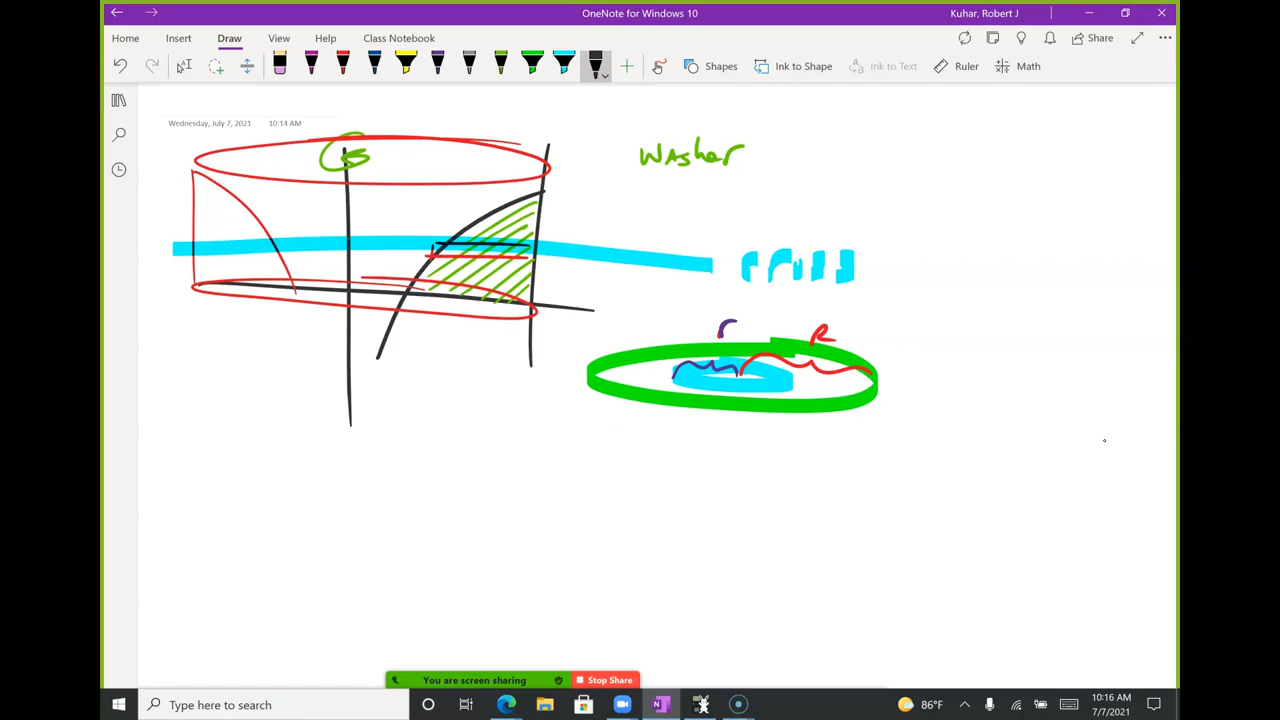 OneNote for Windows 10
Kuhar, Robert J
Home Insert Draw View Help Class Notebook
Share
Shapes Ink to Shape Ink to Text Ruler Math
Wednesday, July 7, 2021 10:14 AM
Washer
r R
You are screen sharing Stop Share
Type here to search
86°F
10:16 AM
7/7/2021